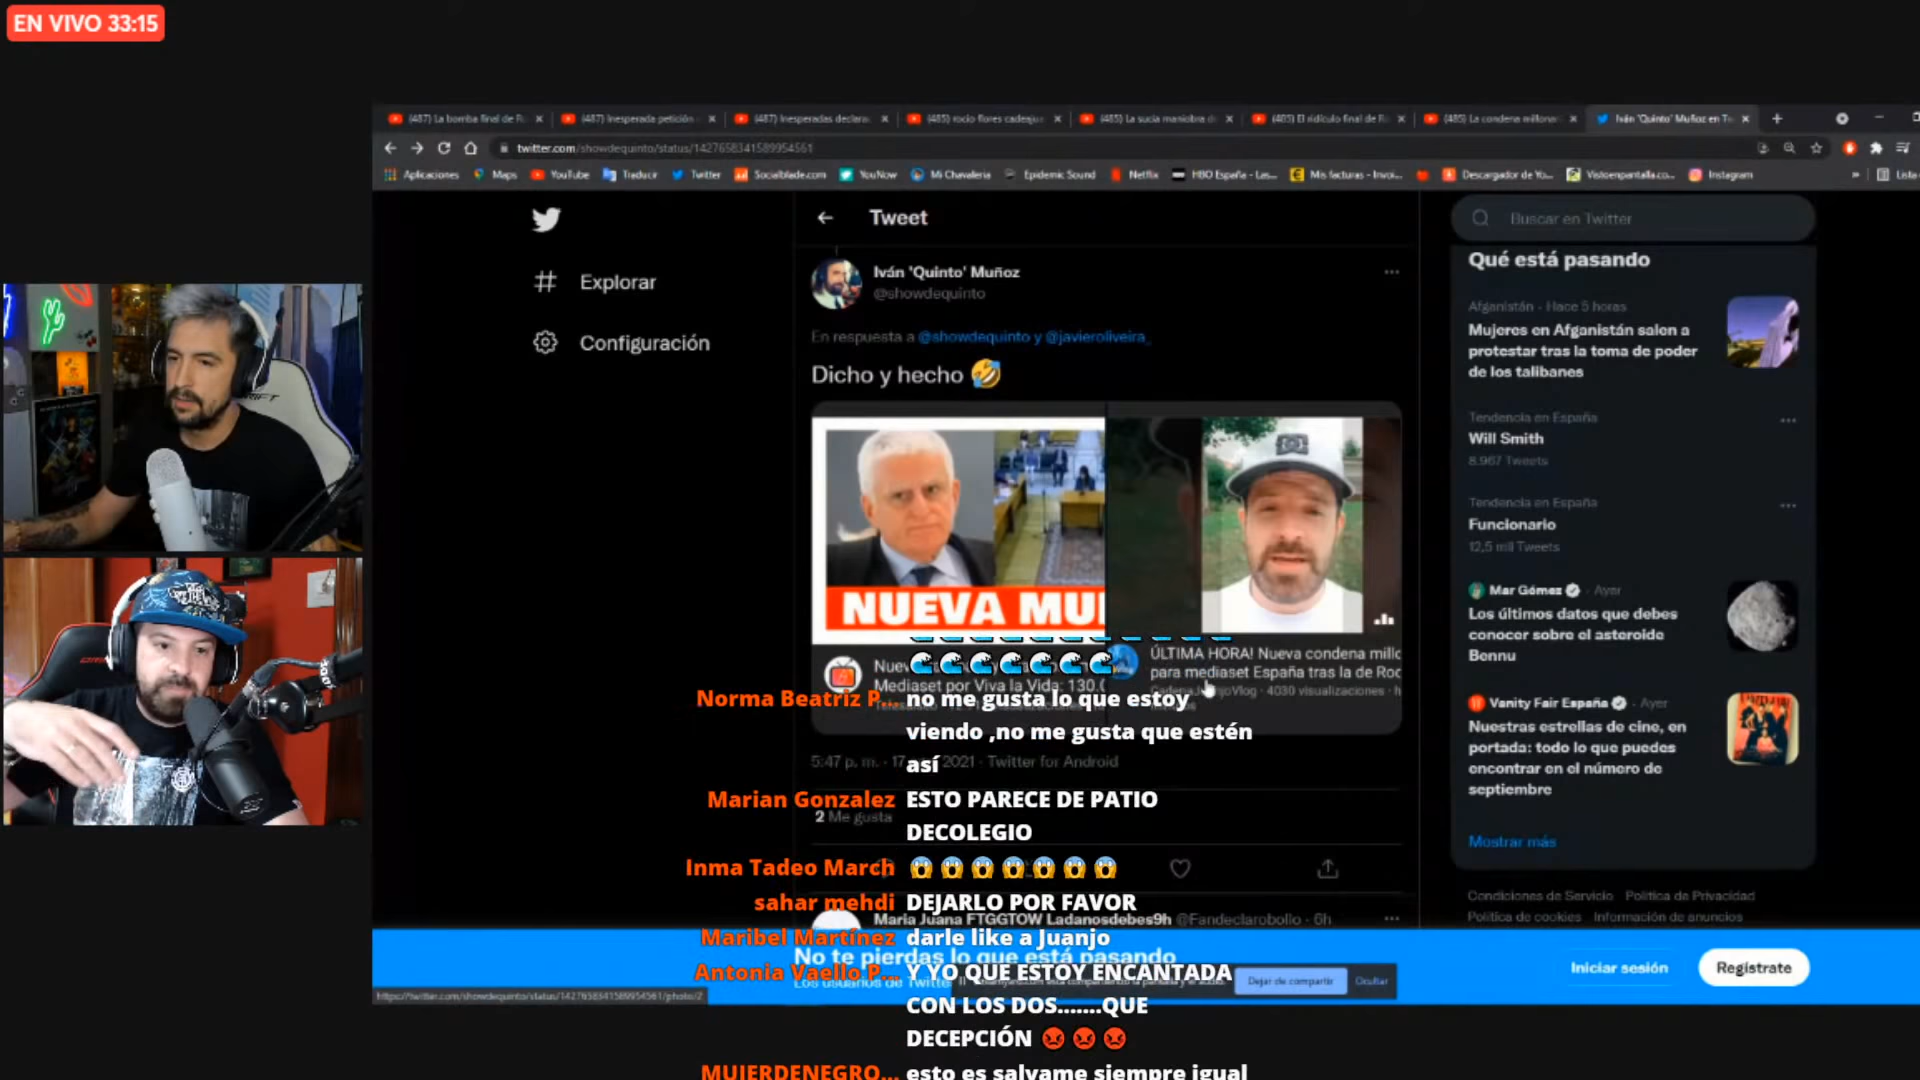 EN VIVO 33:15
(487) La bomba final de R
(487) Inesperada petición
(487) Inesperadas declara
(485) rocio flores
(485) La sucia maniobra d
(485) El ridículo final de R
(485) La condena millona
Iván 'Quinto' Muñoz en T
twitter.com/showdequinto/status/1427658341589954561
Aplicaciones
Maps
YouTube
Traducir
Twitter
Socialblade.com
YouNow
Mi Chavaleria
Epidemic Sound
Netflix
HBO España - Las...
Mis facturas - Invoi...
Descargador de Yo...
Vistoenpantalla.co...
Instagram
Lista
Explorar
Configuración
Tweet
Iván 'Quinto' Muñoz
@showdequinto
En respuesta a @showdequinto y @javieroliveira_
Dicho y hecho 🤣
NUEVA MU
Mediaset por Viva la Vida: 130.
ÚLTIMA HORA! Nueva condena millo
para mediaset España tras la de Roc
4030 visualizaciones
5:47 p. m. · 17 2021 · Twitter for Android
2 Me gusta
Maria Juana FTGGTOW Ladanosdebes9h @Fandeclarobollo · 6h
Buscar en Twitter
Qué está pasando
Afganistán · Hace 5 horas
Mujeres en Afganistán salen a
protestar tras la toma de poder
de los talibanes
Tendencia en España
Will Smith
8.967 Tweets
Tendencia en España
Funcionario
12,5 mil Tweets
Mar Gómez · Ayer
Los últimos datos que debes
conocer sobre el asteroide
Bennu
Vanity Fair España · Ayer
Nuestras estrellas de cine, en
portada: todo lo que puedes
encontrar en el número de
septiembre
Mostrar más
Condiciones de Servicio Política de Privacidad
Política de cookies Información de anuncios
🌊🌊🌊🌊🌊🌊🌊
Norma Beatriz P... no me gusta lo que estoy
viendo ,no me gusta que estén
así
Marian Gonzalez ESTO PARECE DE PATIO
DECOLEGIO
Inma Tadeo March 😱😱😱😱😱😱😱
sahar mehdi DEJARLO POR FAVOR
Maribel Martínez darle like a Juanjo
Antonia Vaello P... Y YO QUE ESTOY ENCANTADA
CON LOS DOS.......QUE
DECEPCIÓN 😡😡😡
MUJERDENEGRO... esto es salvame siempre igual
No te pierdas lo que está pasando
Los usuarios de Twitter
Dejar de compartir
Ocultar
Iniciar sesión
Regístrate
https://twitter.com/showdequinto/status/1427658341589954561/photo/2